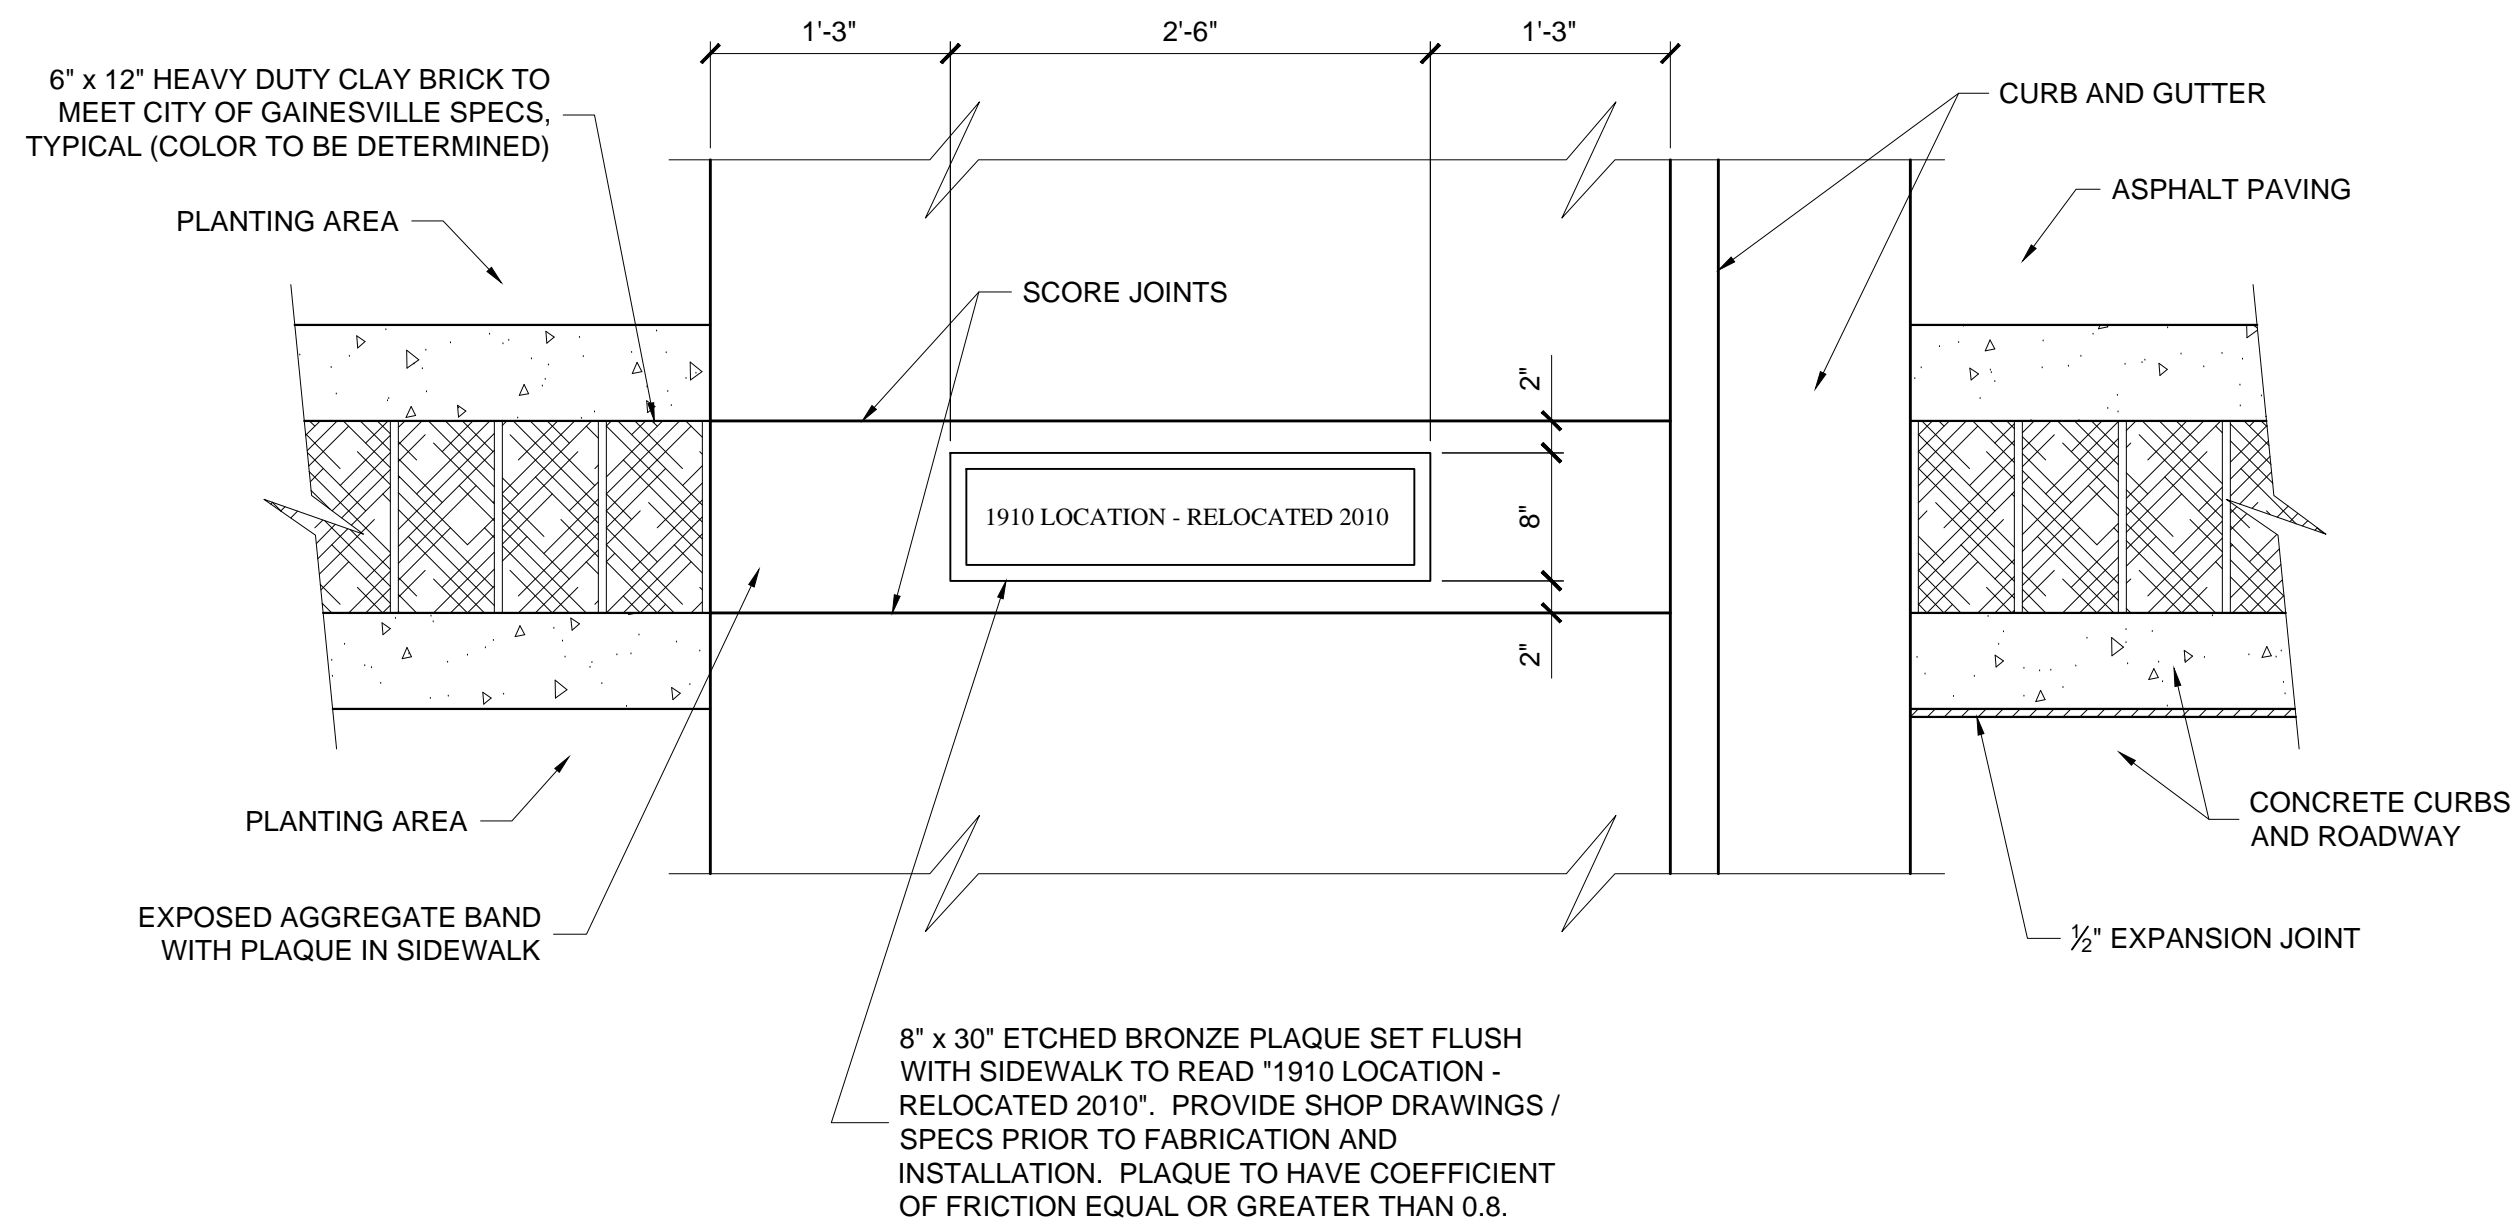 1'-3"
2'-6"
1'-3"
6" x 12" HEAVY DUTY CLAY BRICK TO
MEET CITY OF GAINESVILLE SPECS,
TYPICAL (COLOR TO BE DETERMINED)
CURB AND GUTTER
PLANTING AREA
ASPHALT PAVING
SCORE JOINTS
2"
1910 LOCATION - RELOCATED 2010
8"
2"
PLANTING AREA
CONCRETE CURBS
AND ROADWAY
EXPOSED AGGREGATE BAND
WITH PLAQUE IN SIDEWALK
½" EXPANSION JOINT
8" x 30" ETCHED BRONZE PLAQUE SET FLUSH
WITH SIDEWALK TO READ "1910 LOCATION -
RELOCATED 2010".  PROVIDE SHOP DRAWINGS /
SPECS PRIOR TO FABRICATION AND
INSTALLATION.  PLAQUE TO HAVE COEFFICIENT
OF FRICTION EQUAL OR GREATER THAN 0.8.